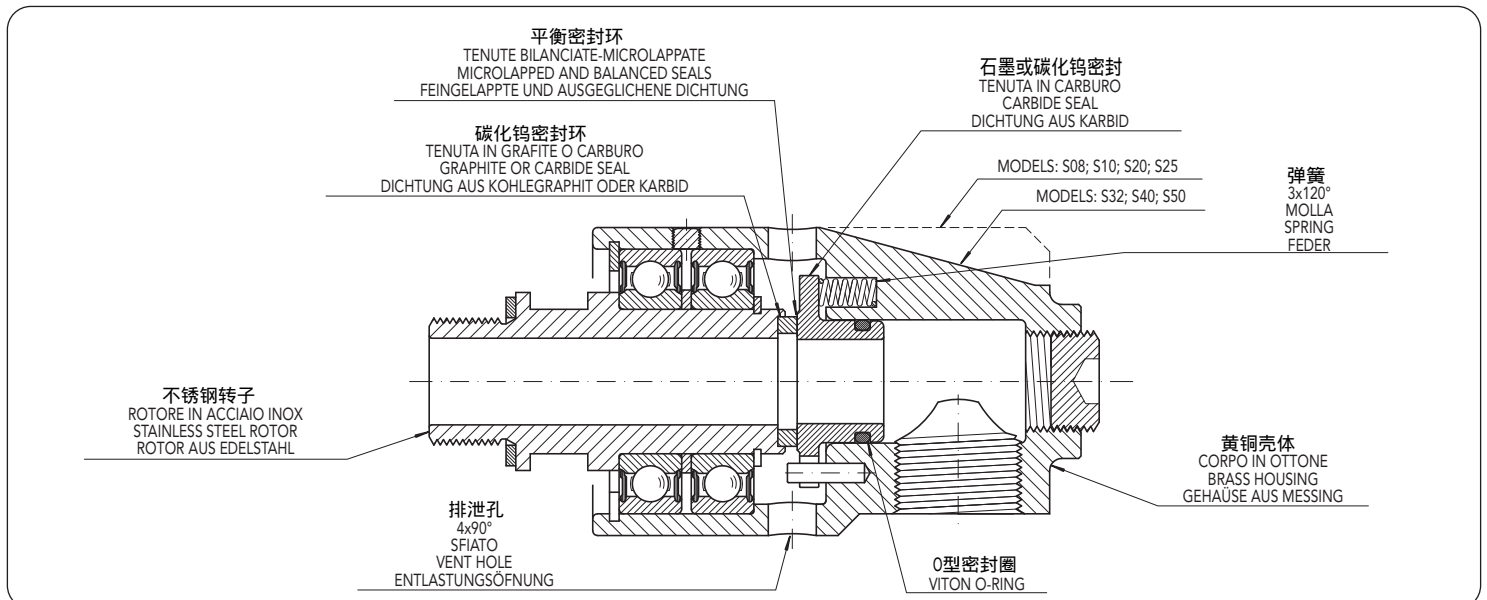 平衡密封环
TENUTE BILANCIATE-MICROLAPPATE
MICROLAPPED AND BALANCED SEALS
FEINGELAPPTE UND AUSGEGLICHENE DICHTUNG
石墨或碳化钨密封
TENUTA IN CARBURO
CARBIDE SEAL
DICHTUNG AUS KARBID
碳化钨密封环
TENUTA IN GRAFITE O CARBURO
GRAPHITE OR CARBIDE SEAL
DICHTUNG AUS KOHLEGRAPHIT ODER KARBID
MODELS: S08; S10; S20; S25
MODELS: S32; S40; S50
弹簧
3x120°
MOLLA
SPRING
FEDER
不锈钢转子
ROTORE IN ACCIAIO INOX
STAINLESS STEEL ROTOR
ROTOR AUS EDELSTAHL
黄铜壳体
CORPO IN OTTONE
BRASS HOUSING
GEHAÜSE AUS MESSING
排泄孔
4x90°
SFIATO
VENT HOLE
ENTLASTUNGSÖFNUNG
O型密封圈
VITON O-RING